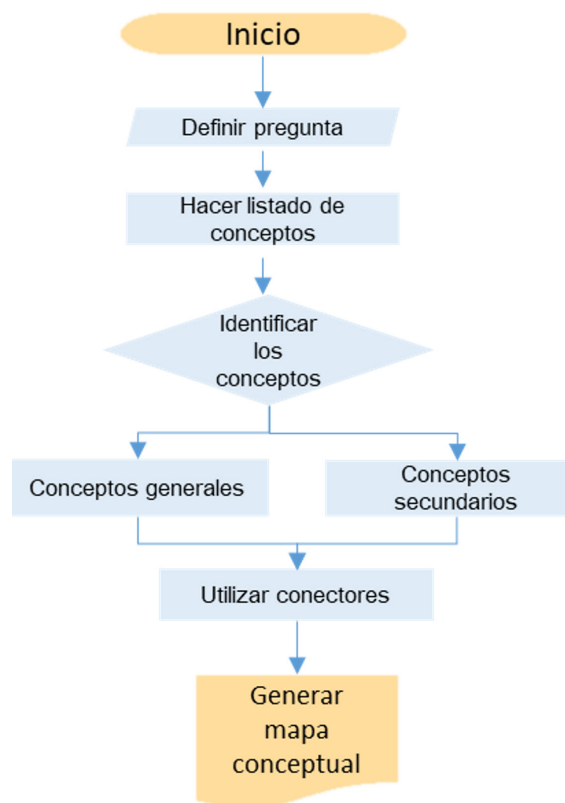 Inicio
Definir pregunta
Hacer listado de
conceptos
Identificar
los
conceptos
Conceptos generales
Conceptos
secundarios
Utilizar conectores
Generar
mapa
conceptual